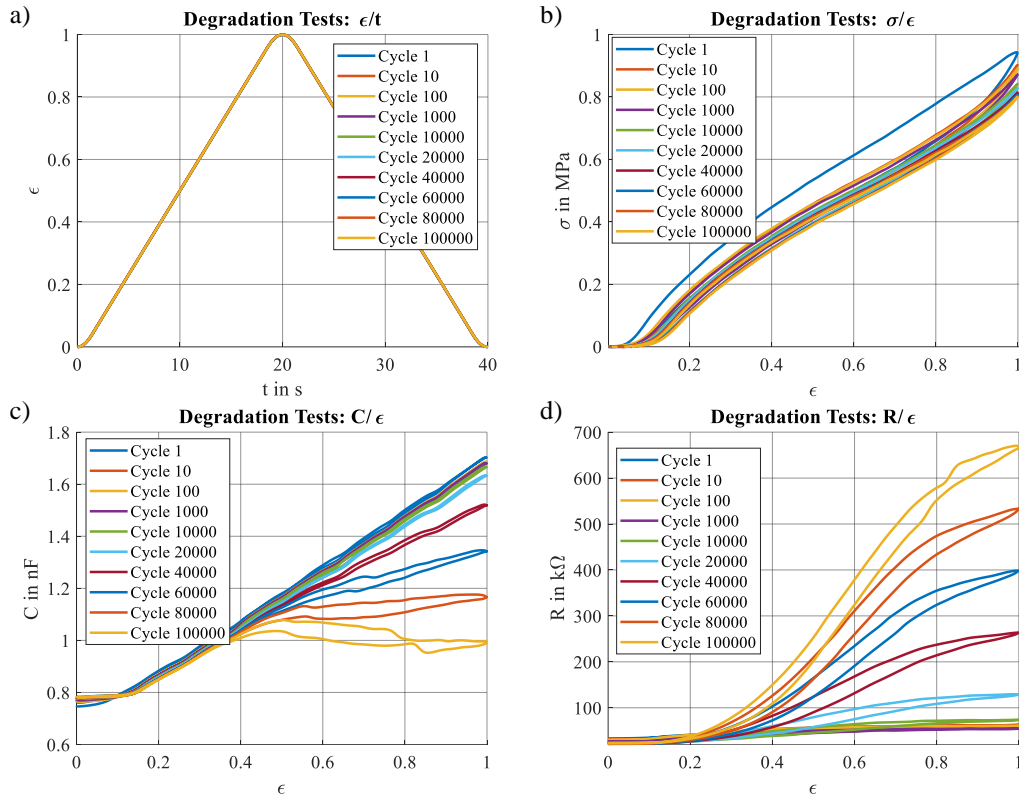 a)
Degradation Tests: ϵ/t
1
0.8
0.6
0.4
0.2
0
ϵ
0
10
20
30
40
t in s
Cycle 1
Cycle 10
Cycle 100
Cycle 1000
Cycle 10000
Cycle 20000
Cycle 40000
Cycle 60000
Cycle 80000
Cycle 100000
b)
Degradation Tests: σ/ϵ
1
0.8
0.6
0.4
0.2
0
σ in MPa
0.2
0.4
0.6
0.8
1
ϵ
Cycle 1
Cycle 10
Cycle 100
Cycle 1000
Cycle 10000
Cycle 20000
Cycle 40000
Cycle 60000
Cycle 80000
Cycle 100000
c)
Degradation Tests: C/ ϵ
1.8
1.6
1.4
1.2
1
0.8
0.6
C in nF
0
0.2
0.4
0.6
0.8
1
ϵ
Cycle 1
Cycle 10
Cycle 100
Cycle 1000
Cycle 10000
Cycle 20000
Cycle 40000
Cycle 60000
Cycle 80000
Cycle 100000
d)
Degradation Tests: R/ ϵ
700
600
500
400
300
200
100
R in kΩ
0
0.2
0.4
0.6
0.8
1
ϵ
Cycle 1
Cycle 10
Cycle 100
Cycle 1000
Cycle 10000
Cycle 20000
Cycle 40000
Cycle 60000
Cycle 80000
Cycle 100000